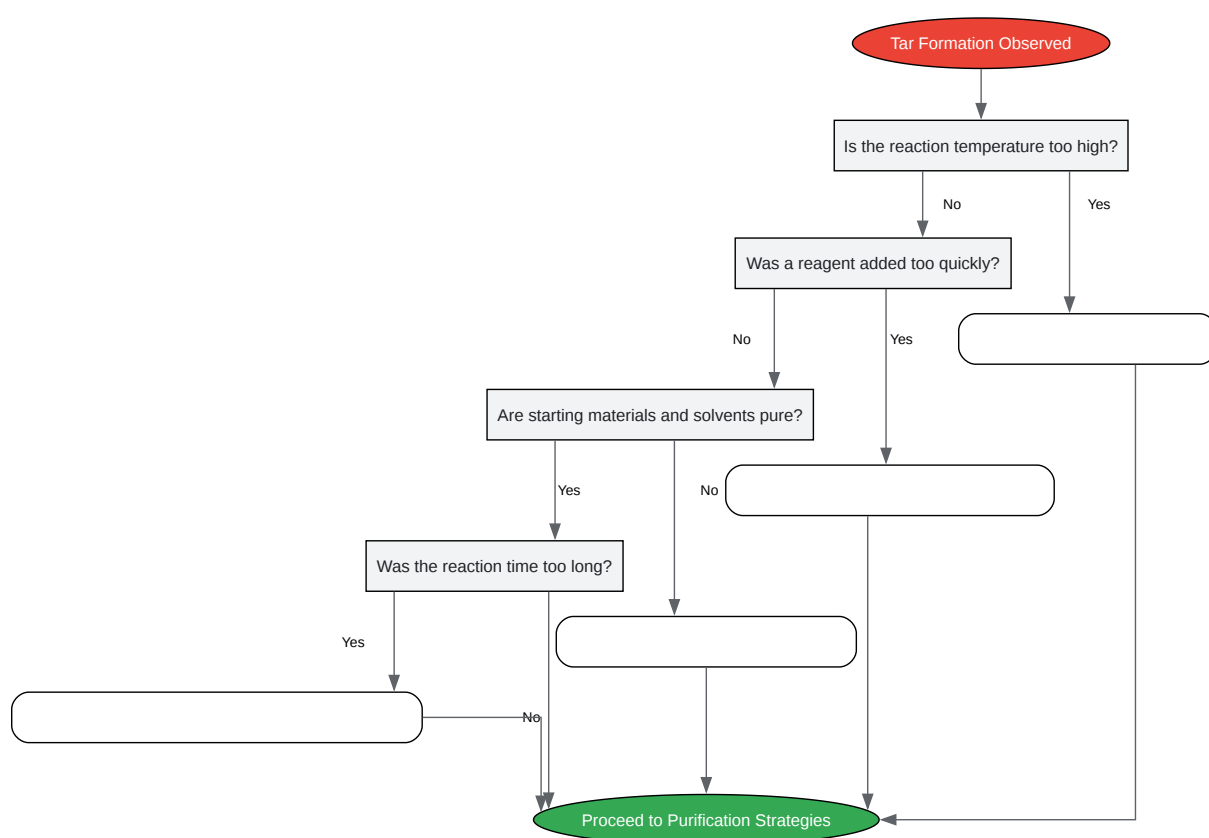 Tar Formation Observed
Is the reaction temperature too high?
No
Yes
Was a reagent added too quickly?
No
Yes
Are starting materials and solvents pure?
Yes
No
Was the reaction time too long?
Yes
No
Proceed to Purification Strategies